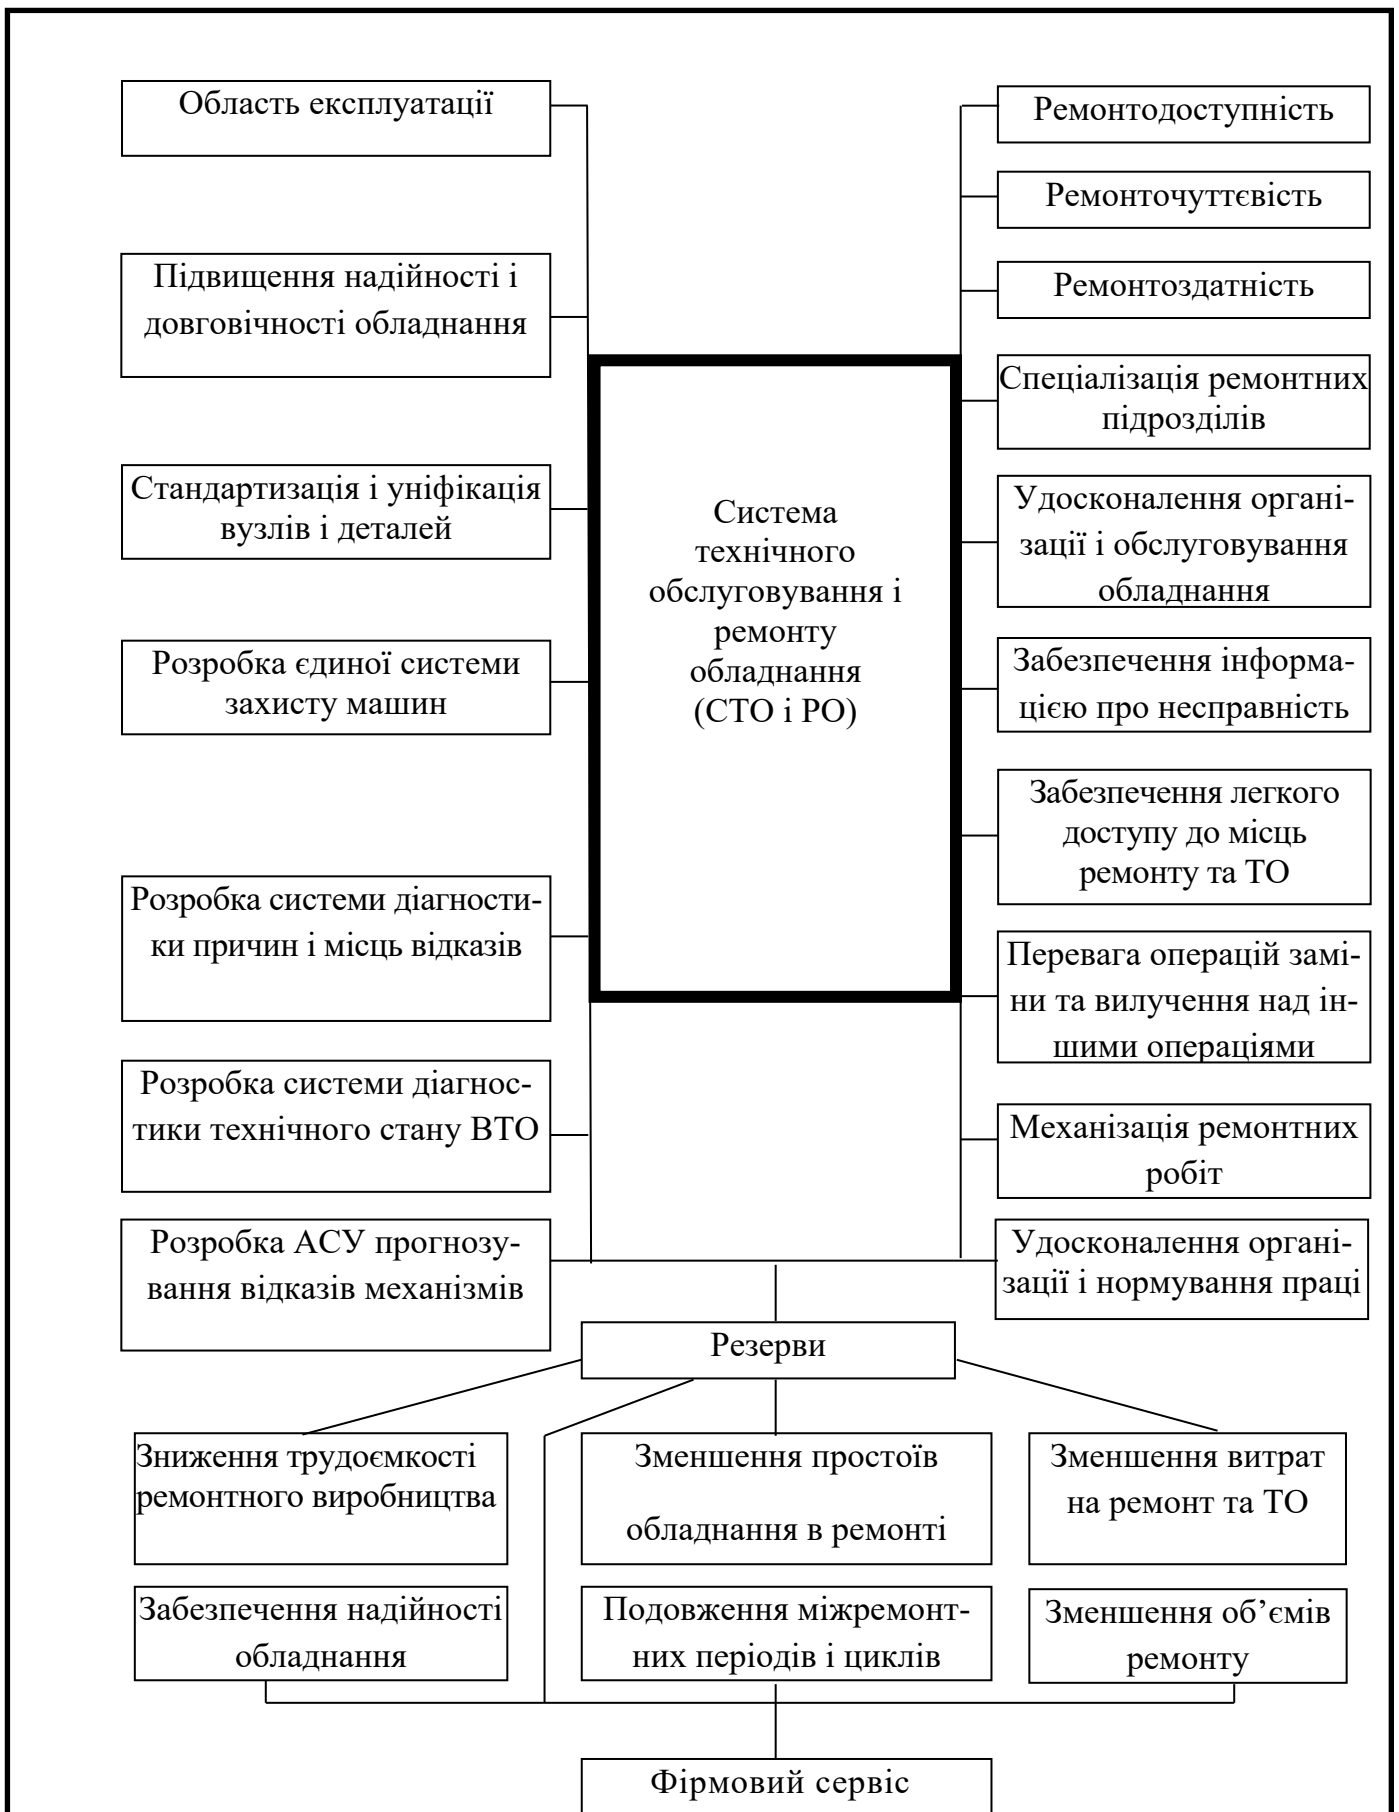 Область експлуатації
Підвищення надійності і
довговічності обладнання
Стандартизація і уніфікація
вузлів і деталей
Розробка єдиної системи
захисту машин
Розробка системи діагности-
ки причин і місць відказів
Розробка системи діагнос-
тики технічного стану ВТО
Розробка АСУ прогнозу-
вання відказів механізмів
Система
технічного
обслуговування і
ремонту
обладнання
(СТО і РО)
Ремонтодоступність
Ремонточуттєвість
Ремонтоздатність
Спеціалізація ремонтних
підрозділів
Удосконалення органі-
зації і обслуговування
обладнання
Забезпечення інформа-
цією про несправність
Забезпечення легкого
доступу до місць
ремонту та ТО
Перевага операцій замі-
ни та вилучення над ін-
шими операціями
Механізація ремонтних
робіт
Удосконалення органі-
зації і нормування праці
Резерви
Зниження трудоємкості
ремонтного виробництва
Зменшення простоїв
обладнання в ремонті
Зменшення витрат
на ремонт та ТО
Забезпечення надійності
обладнання
Подовження міжремонт-
них періодів і циклів
Зменшення об’ємів
ремонту
Фірмовий сервіс